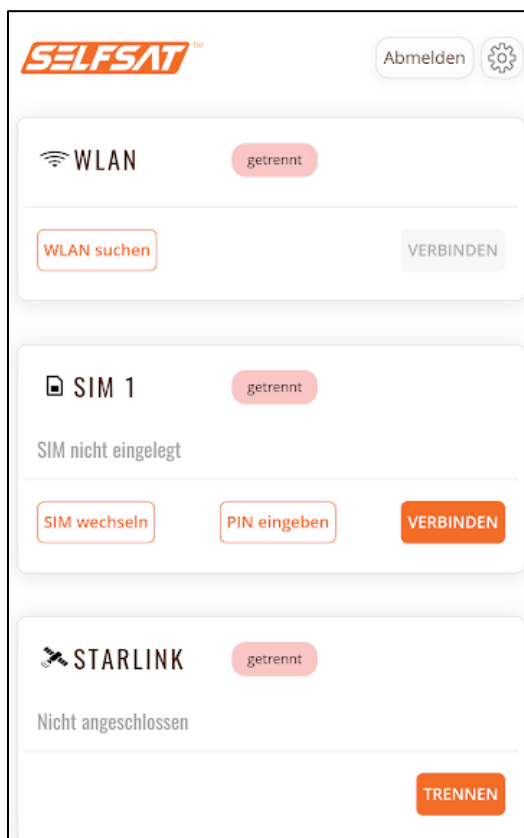 SELFSAT™
Abmelden
WLAN
getrennt
WLAN suchen
VERBINDEN
SIM 1
getrennt
SIM nicht eingelegt
SIM wechseln
PIN eingeben
VERBINDEN
STARLINK
getrennt
Nicht angeschlossen
TRENNEN